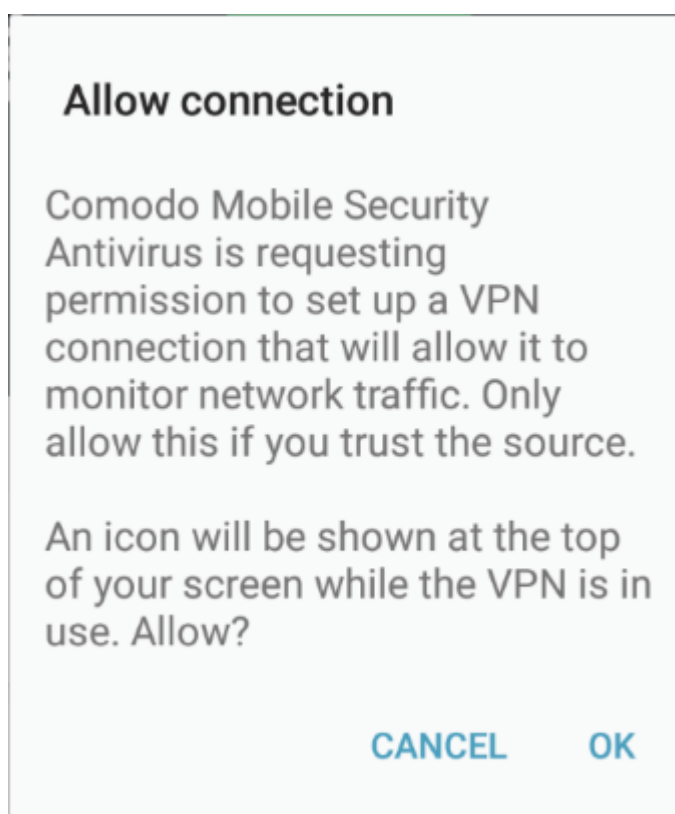 Allow connection
Comodo Mobile Security
Antivirus is requesting
permission to set up a VPN
connection that will allow it to
monitor network traffic. Only
allow this if you trust the source.
An icon will be shown at the top
of your screen while the VPN is in
use. Allow?
CANCEL OK